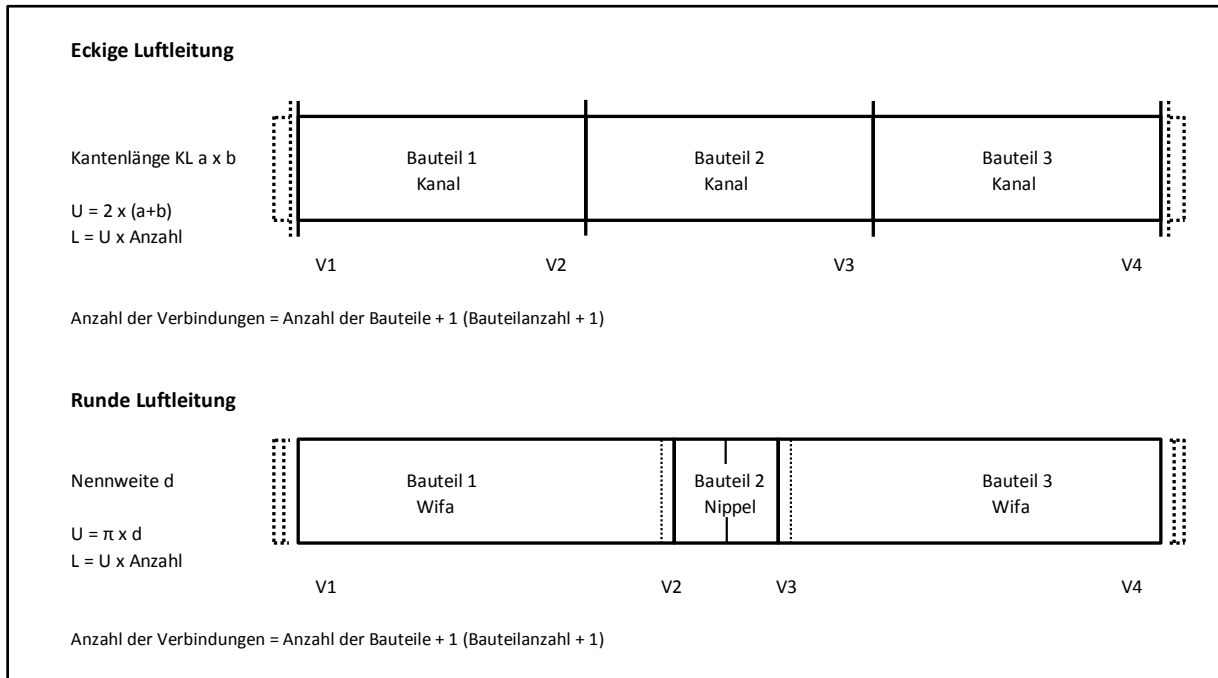 Eckige Luftleitung
Kantenlänge KL a x b
Bauteil 1
Kanal
Bauteil 2
Kanal
Bauteil 3
Kanal
U = 2 x (a+b)
L = U x Anzahl
V1 V2 V3 V4
Anzahl der Verbindungen = Anzahl der Bauteile + 1 (Bauteilanzahl + 1)
Runde Luftleitung
Nennweite d
Bauteil 1
Wifa
Bauteil 2
Nippel
Bauteil 3
Wifa
U = π x d
L = U x Anzahl
V1 V2 V3 V4
Anzahl der Verbindungen = Anzahl der Bauteile + 1 (Bauteilanzahl + 1)